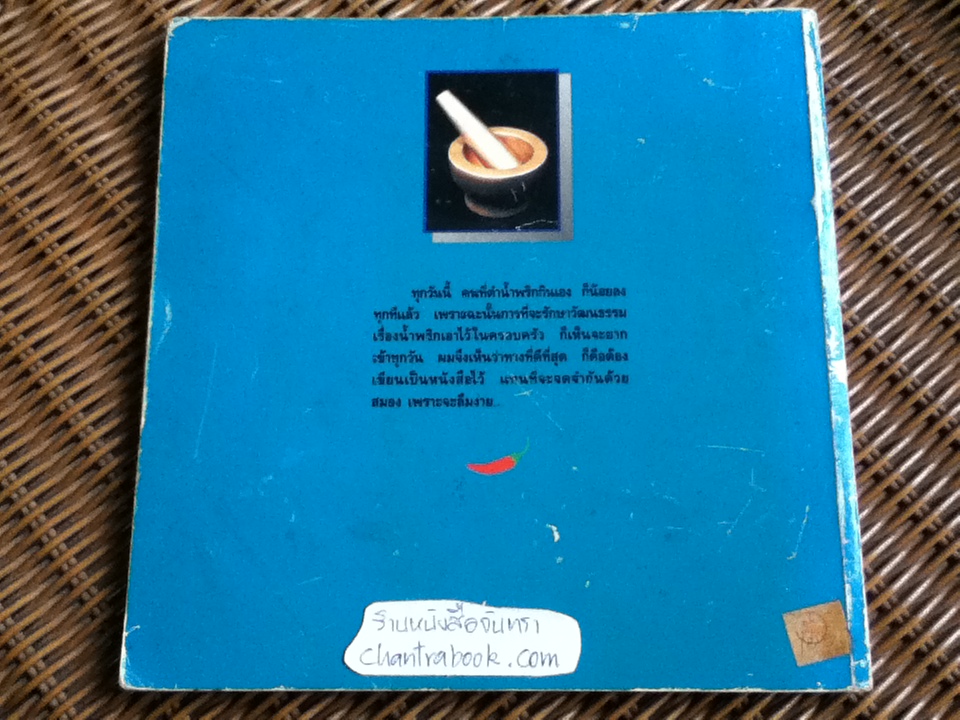 ทุกวันนี้ คนที่ตำน้ำพริกกินเอง ก็น้อยลง
ทุกทีแล้ว เพราะฉะนั้นการที่จะรักษาวัฒนธรรม
เรื่องน้ำพริกเอาไว้ในครอบครัว ก็เห็นจะยาก
เข้าทุกวัน ผมจึงเห็นว่าทางที่ดีที่สุด ก็คือต้อง
เขียนเป็นหนังสือไว้ แทนที่จะจดจำกันด้วย
สมอง เพราะจะลืมง่าย..
ร้านหนังสือจันทรา
chantrabook.com